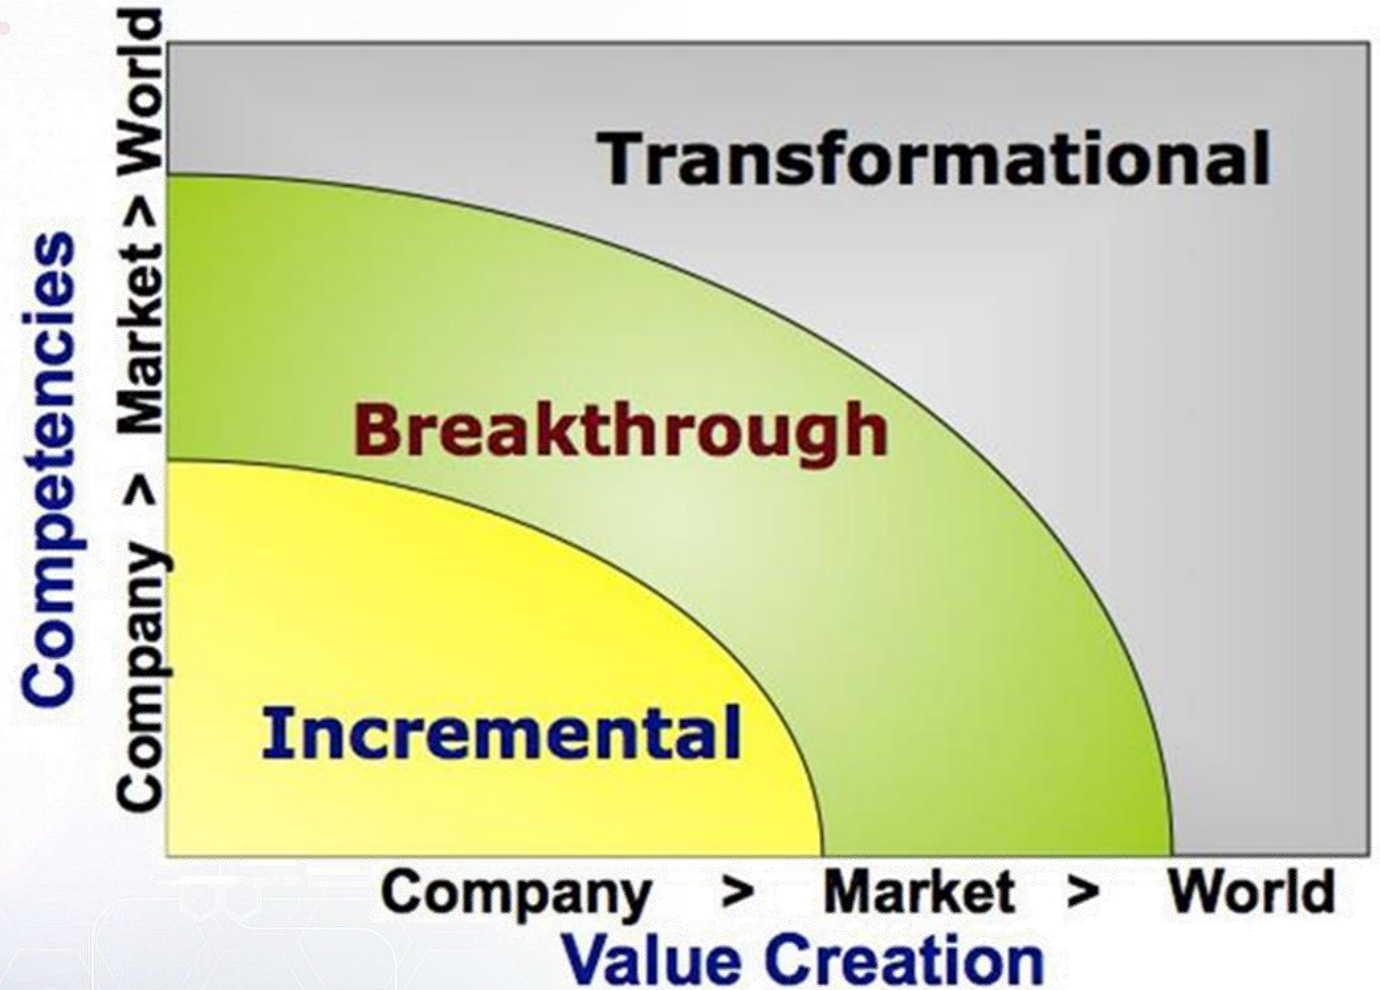 Competencies
Company > Market > World
Transformational
Breakthrough
Incremental
Company > Market > World
Value Creation